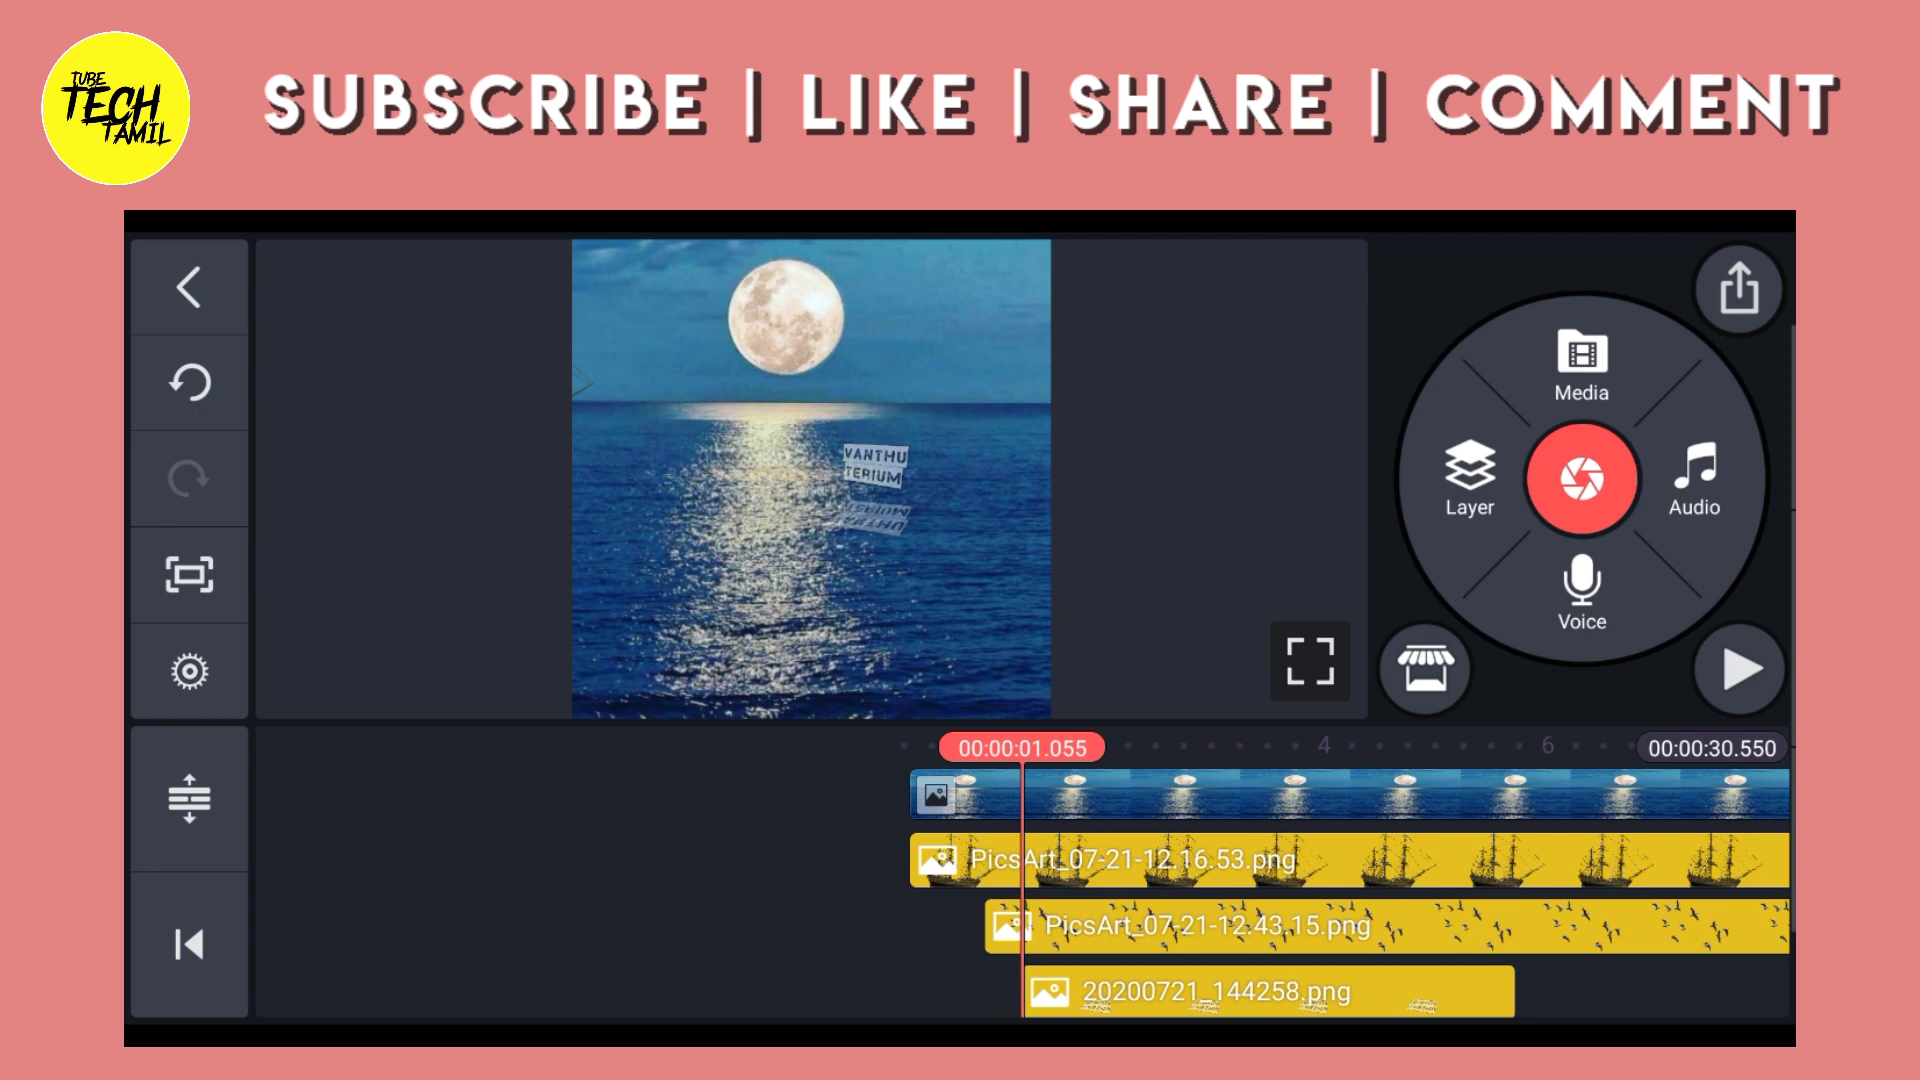 TUBE
TECH
TAMIL
SUBSCRIBE | LIKE | SHARE | COMMENT
Media
Layer
Audio
Voice
VANTHU
TERIUM
00:00:01.055
4
6
00:00:30.550
PicsArt_07-21-12.16.53.png
PicsArt_07-21-12.43.15.png
20200721_144258.png